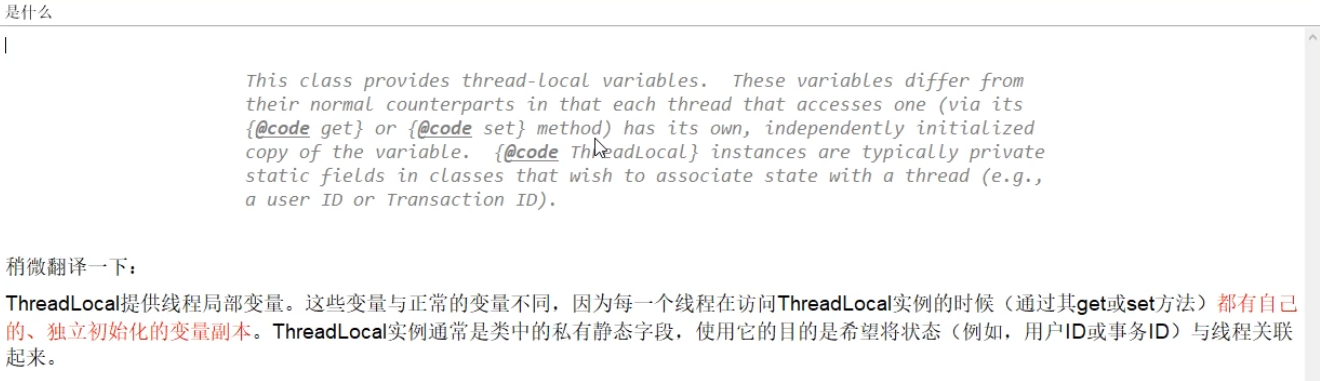 是什么
This class provides thread-local variables.  These variables differ from
their normal counterparts in that each thread that accesses one (via its
{@code get} or {@code set} method) has its own, independently initialized
copy of the variable.  {@code ThreadLocal} instances are typically private
static fields in classes that wish to associate state with a thread (e.g.,
a user ID or Transaction ID).
稍微翻译一下：
ThreadLocal提供线程局部变量。这些变量与正常的变量不同，因为每一个线程在访问ThreadLocal实例的时候（通过其get或set方法）都有自己
的、独立初始化的变量副本。ThreadLocal实例通常是类中的私有静态字段，使用它的目的是希望将状态（例如，用户ID或事务ID）与线程关联
起来。